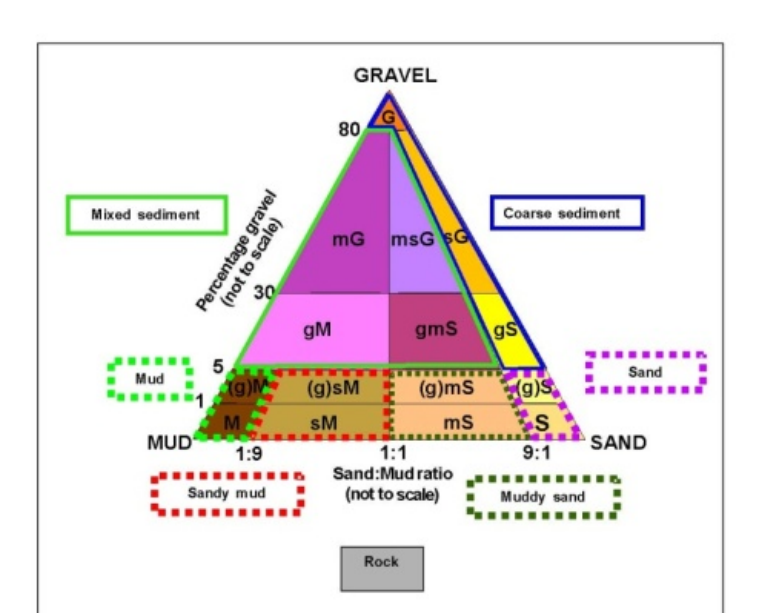 GRAVEL
G
80
Mixed sediment
Coarse sediment
Percentage gravel
(not to scale)
mG
msG
sG
30
gM
gmS
gS
5
Mud
Sand
(g)M
(g)sM
(g)mS
(g)S
1
M
sM
mS
S
MUD
SAND
1:9
1:1
9:1
Sand:Mud ratio
(not to scale)
Sandy mud
Muddy sand
Rock